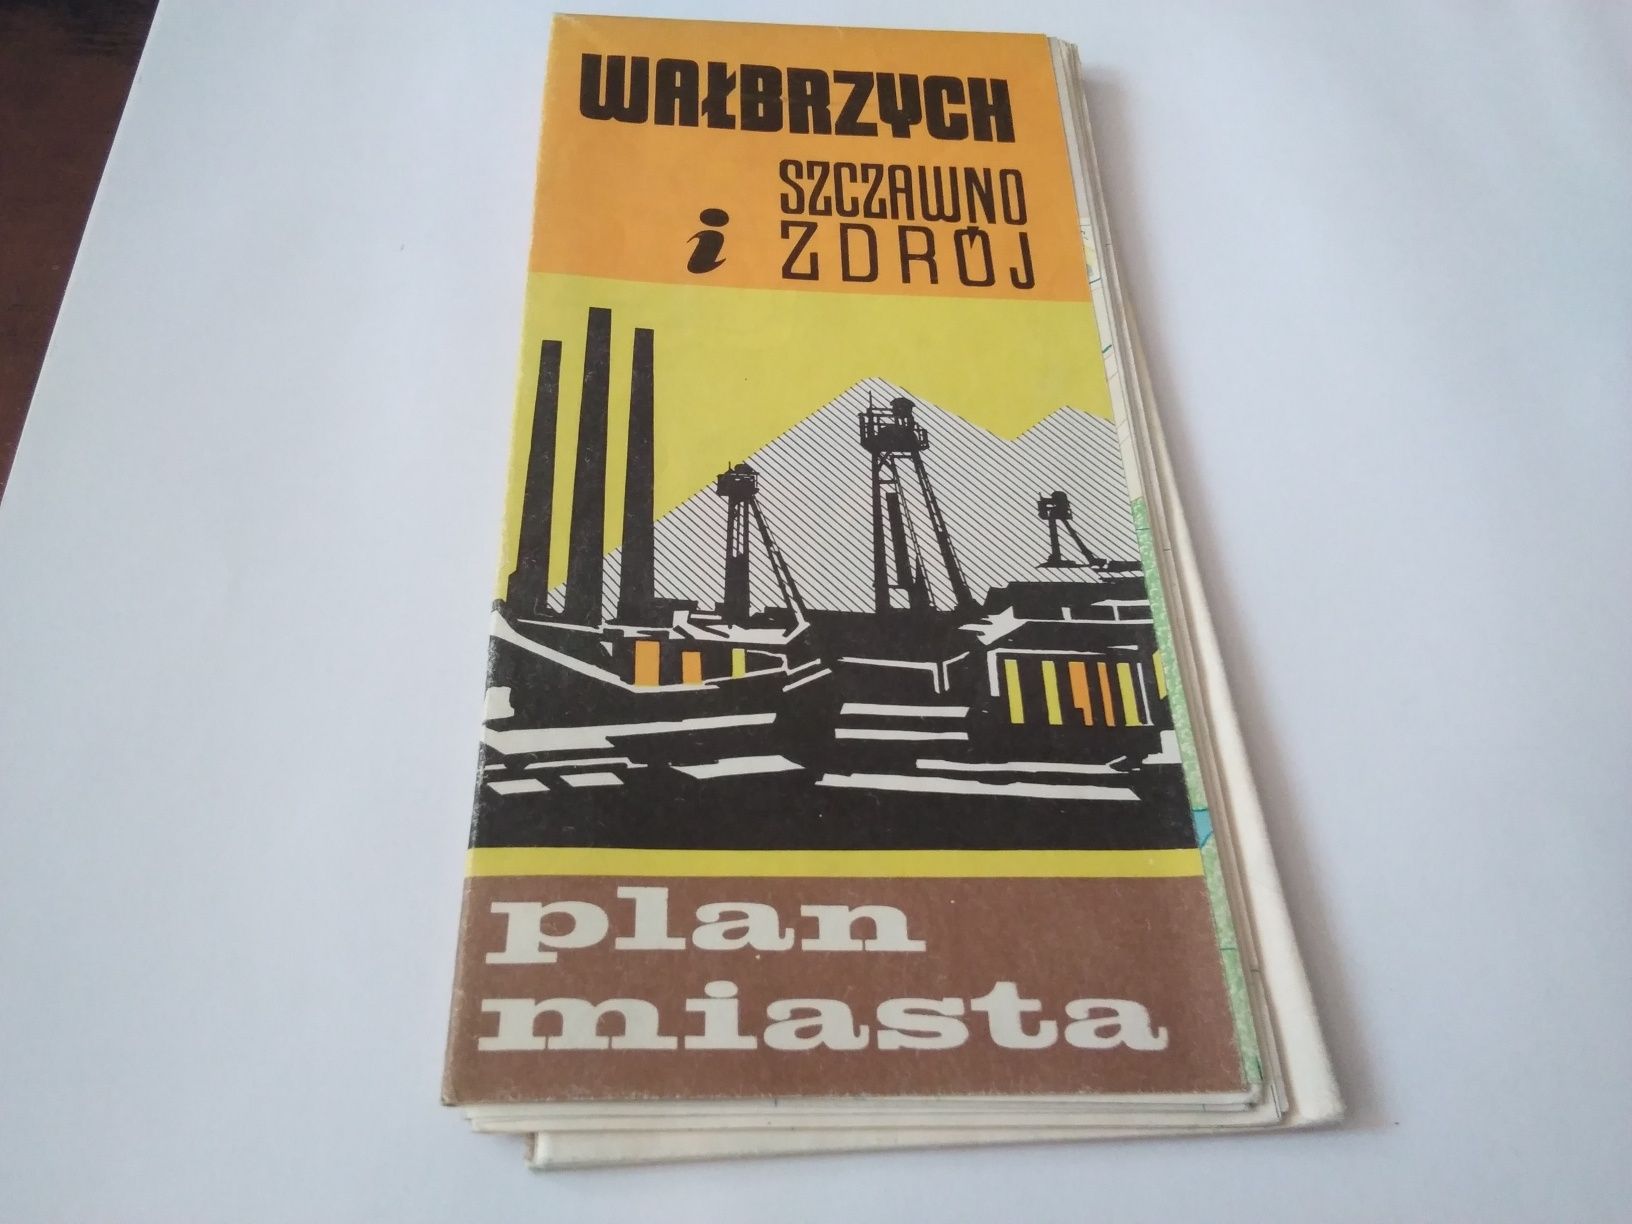 WAŁBRZYCH
SZCZAWNO
i ZDRÓJ
plan
miasta